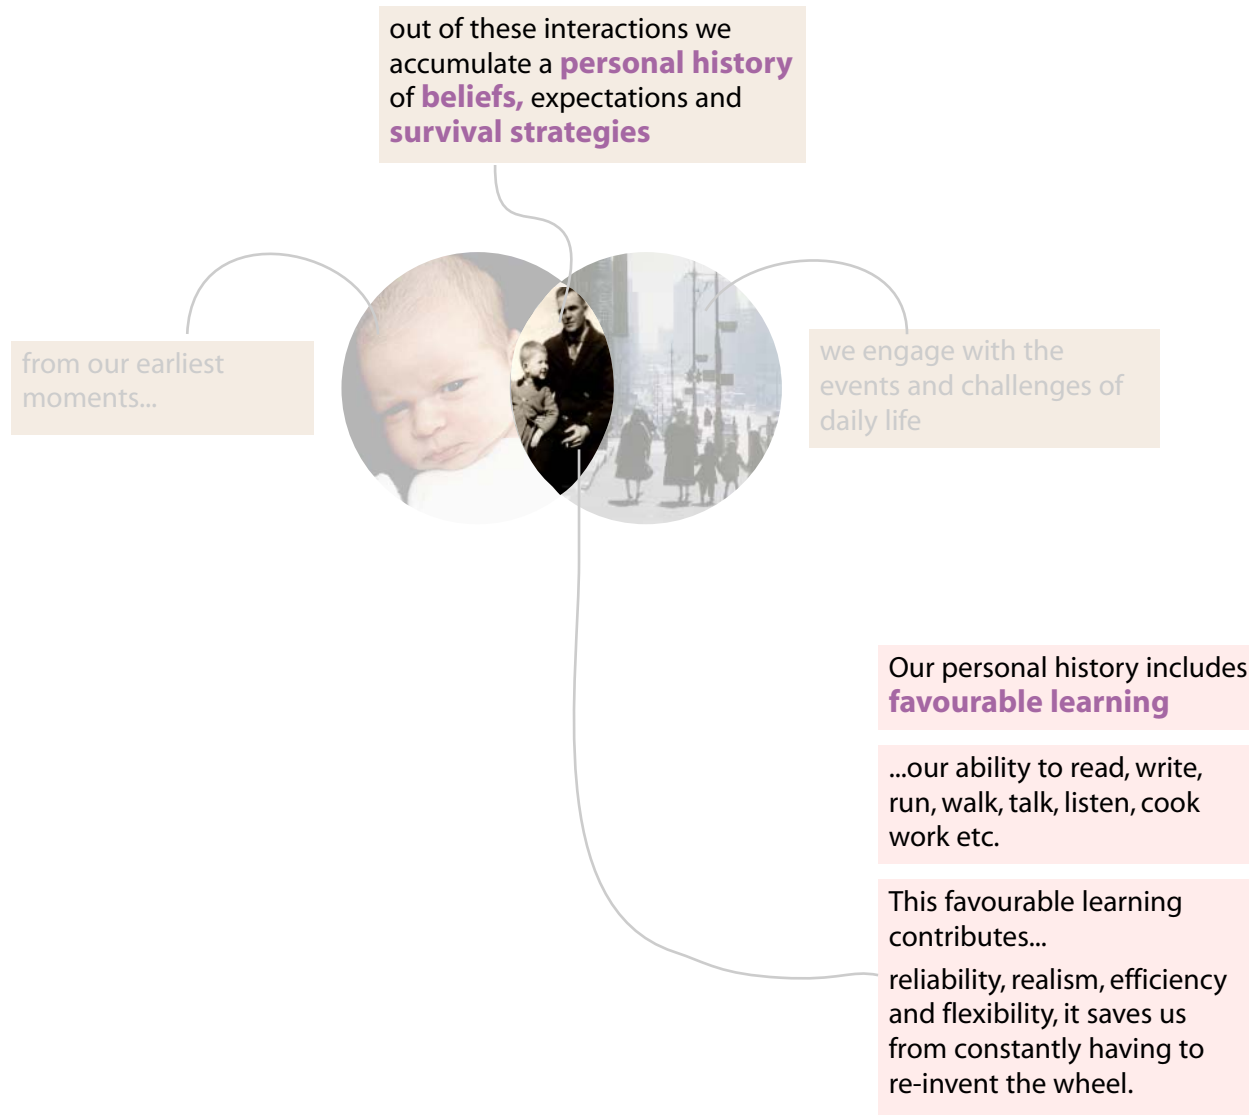 out of these interactions we
accumulate a personal history
of beliefs, expectations and
survival strategies
from our earliest
moments...
we engage with the
events and challenges of
daily life
Our personal history includes
favourable learning
...our ability to read, write,
run, walk, talk, listen, cook
work etc.
This favourable learning
contributes...
reliability, realism, efficiency
and flexibility, it saves us
from constantly having to
re-invent the wheel.